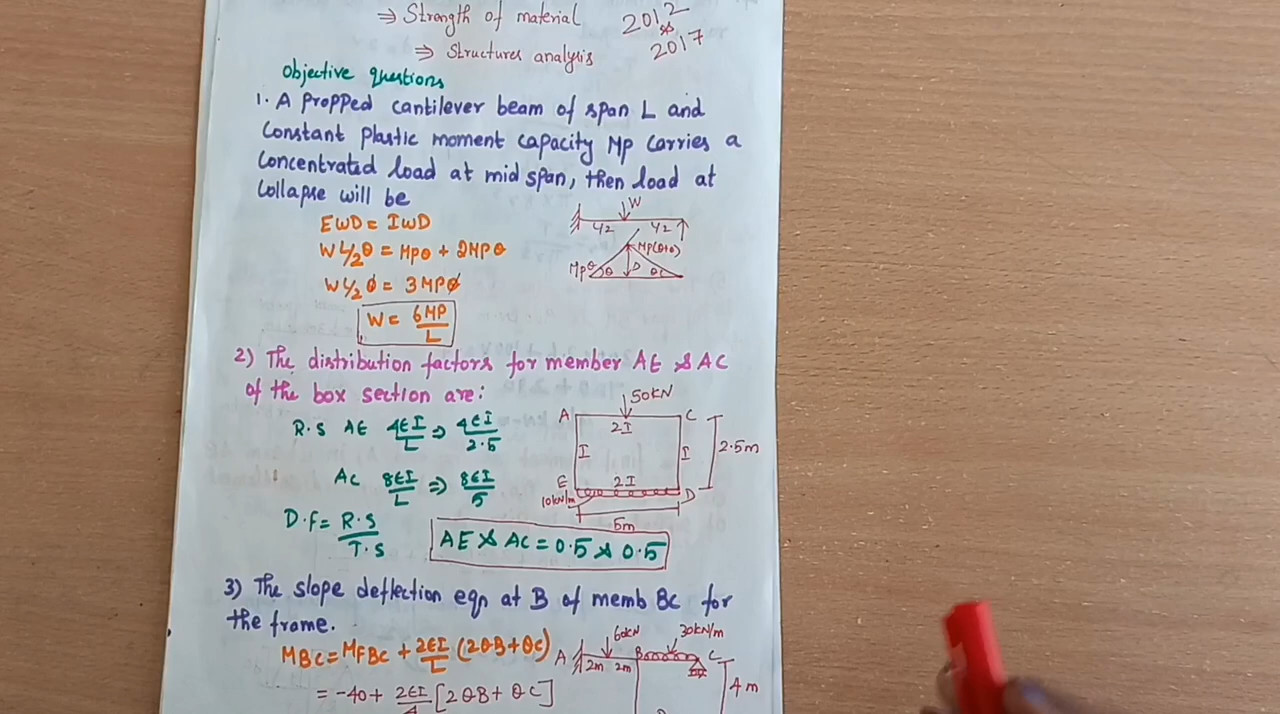 ⇒ Strength of material 2012
&
⇒ Structures analysis 2017
Objective questions
1. A Propped cantilever beam of span L and
Constant Plastic moment capacity Mp carries a
Concentrated load at mid span, then load at
Collapse will be
EWD = IWD
W L/2 θ = Mpθ + 2MPθ
W L/2 θ = 3MPθ
W = 6MP/L
W
L/2 L/2
Mp(θ+θ)
Mpθ θ D θ
2) The distribution factors for member AE & AC
of the box section are:
R.S AE 4EI/L ⇒ 4EI/2.5
AC 8EI/L ⇒ 8EI/5
D.F = R.S/T.S
AE & AC = 0.5 & 0.5
50KN
A C
2I
I I 2.5m
E 2I D
10kN/m
5m
3) The slope deflection eqn at B of memb BC for
the frame.
MBC = MFBC + 2EI/L (2θB + θC)
= -40 + 2EI/4 [2θB + θC]
60KN 30KN/m
A 2m 2m B C
4m